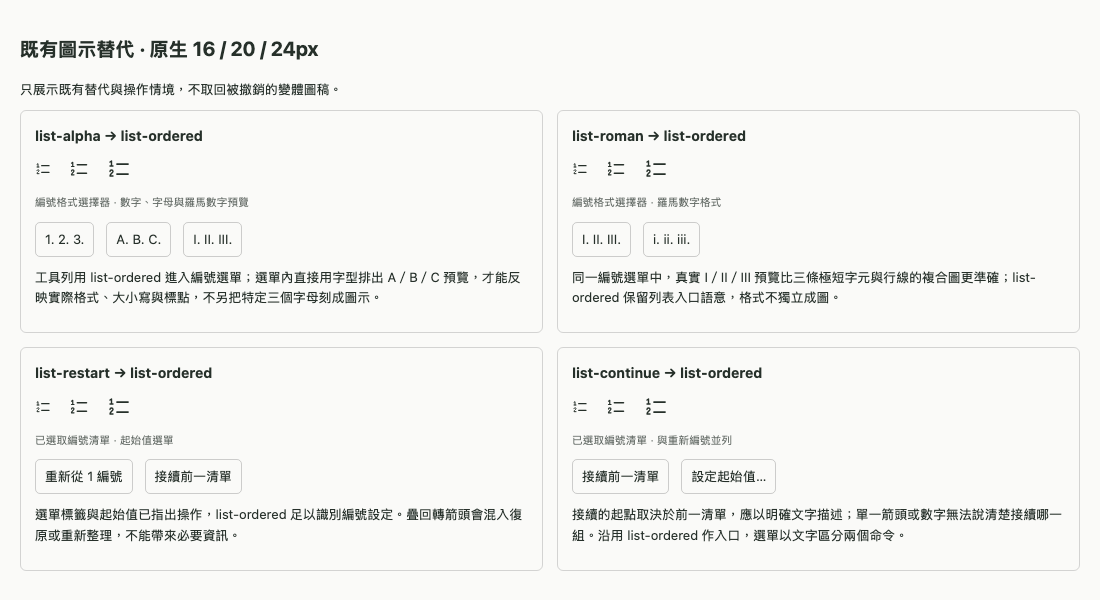 既有圖示替代 · 原生 16 / 20 / 24px
只展示既有替代與操作情境，不取回被撤銷的變體圖稿。
list-alpha → list-ordered
編號格式選擇器 · 數字、字母與羅馬數字預覽
1. 2. 3.
A. B. C.
I. II. III.
工具列用 list-ordered 進入編號選單；選單內直接用字型排出 A / B / C 預覽，才能反
映實際格式、大小寫與標點，不另把特定三個字母刻成圖示。
list-roman → list-ordered
編號格式選擇器 · 羅馬數字格式
I. II. III.
i. ii. iii.
同一編號選單中，真實 I / II / III 預覽比三條極短字元與行線的複合圖更準確；list-
ordered 保留列表入口語意，格式不獨立成圖。
list-restart → list-ordered
已選取編號清單 · 起始值選單
重新從 1 編號
接續前一清單
選單標籤與起始值已指出操作，list-ordered 足以識別編號設定。疊回轉箭頭會混入復
原或重新整理，不能帶來必要資訊。
list-continue → list-ordered
已選取編號清單 · 與重新編號並列
接續前一清單
設定起始值...
接續的起點取決於前一清單，應以明確文字描述；單一箭頭或數字無法說清楚接續哪一
組。沿用 list-ordered 作入口，選單以文字區分兩個命令。